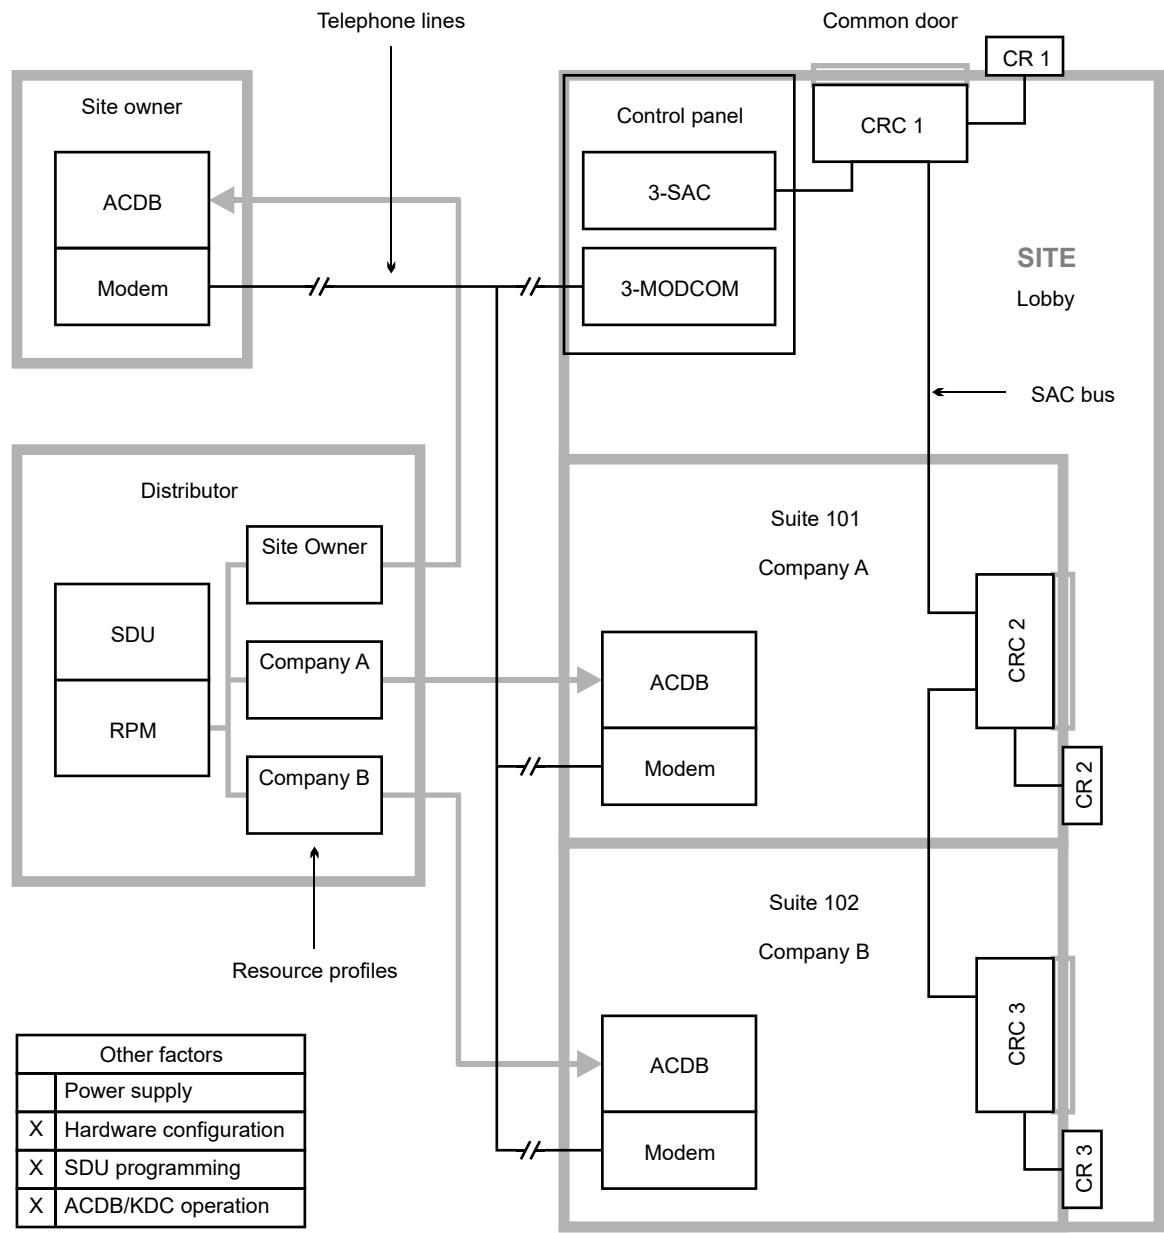 Telephone lines
Common door
CR 1
Site owner
Control panel
CRC 1
ACDB
3-SAC
Modem
3-MODCOM
SITE
Lobby
SAC bus
Distributor
Site Owner
SDU
Company A
RPM
Company B
Resource profiles
Suite 101
Company A
ACDB
Modem
CRC 2
CR 2
Suite 102
Company B
ACDB
Modem
CRC 3
CR 3
Other factors
Power supply
X Hardware configuration
X SDU programming
X ACDB/KDC operation